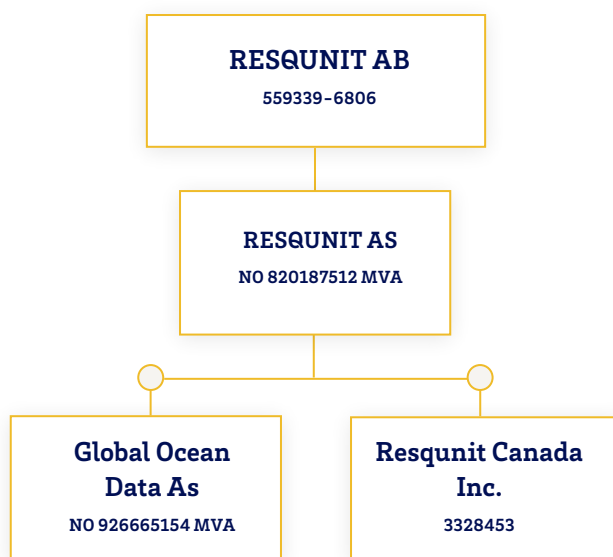 RESQUNIT AB
559339-6806
RESQUNIT AS
NO 820187512 MVA
Global Ocean
Data As
NO 926665154 MVA
Resqunit Canada
Inc.
3328453